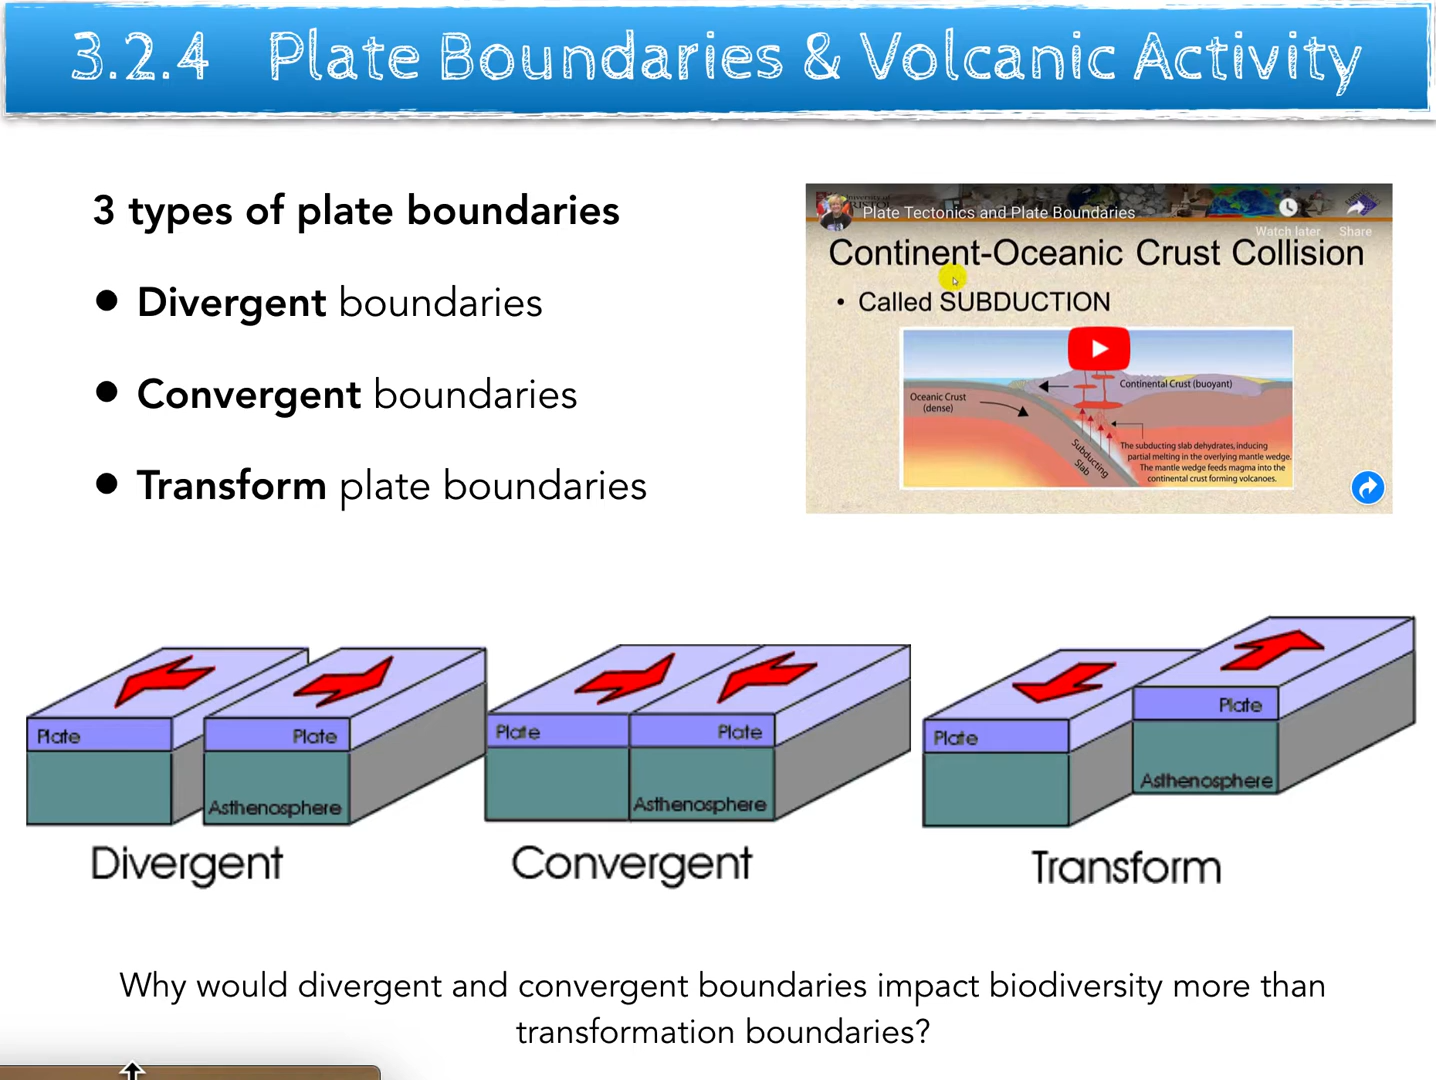 3.2.4 Plate Boundaries & Volcanic Activity
3 types of plate boundaries
• Divergent boundaries
• Convergent boundaries
• Transform plate boundaries
Plate Tectonics and Plate Boundaries
Watch later
Share
Continent-Oceanic Crust Collision
• Called SUBDUCTION
Continental Crust (buoyant)
Oceanic Crust
(dense)
Subducting
Slab
The subducting slab dehydrates, inducing
partial melting in the overlying mantle wedge.
The mantle wedge feeds magma into the
continental crust forming volcanoes.
Plate
Plate
Asthenosphere
Divergent
Plate
Plate
Asthenosphere
Convergent
Plate
Plate
Asthenosphere
Transform
Why would divergent and convergent boundaries impact biodiversity more than
transformation boundaries?